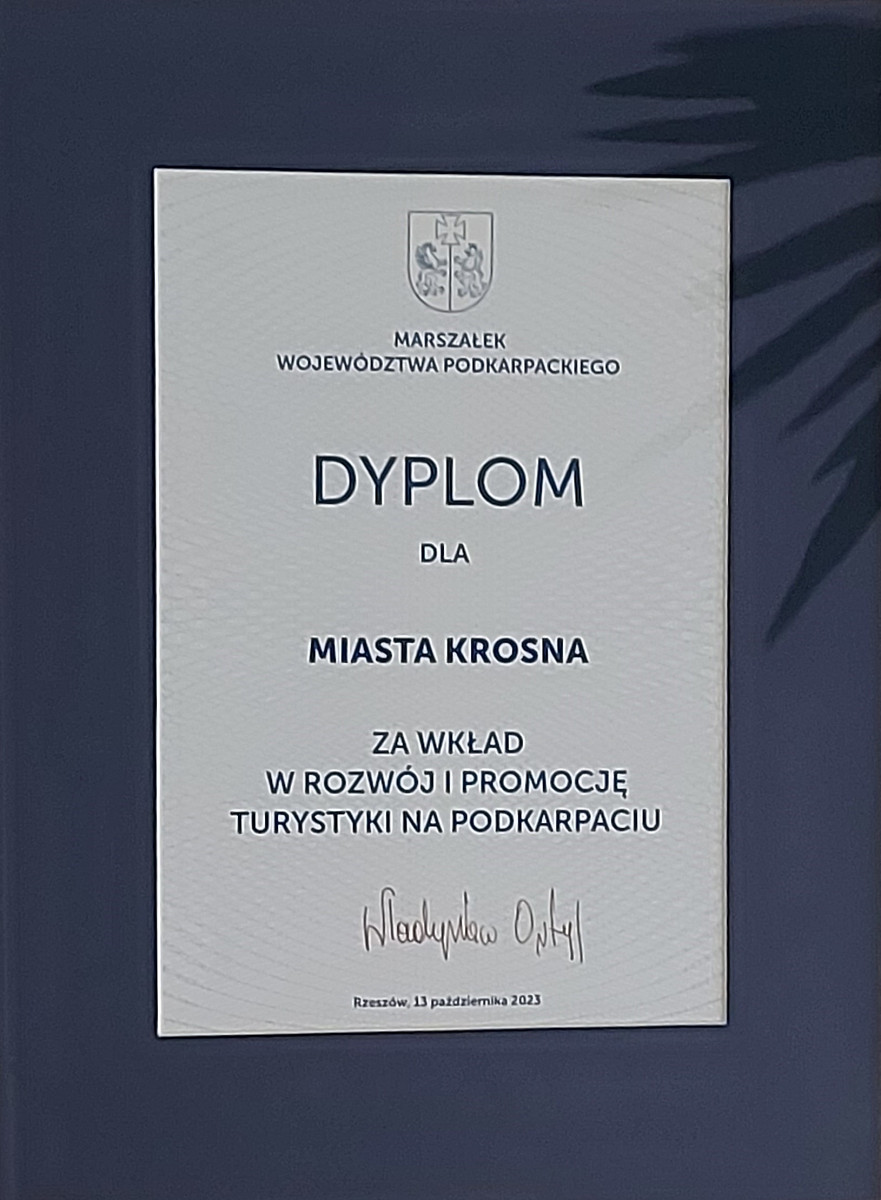 MARSZAŁEK
WOJEWÓDZTWA PODKARPACKIEGO
DYPLOM
DLA
MIASTA KROSNA
ZA WKŁAD
W ROZWÓJ I PROMOCJĘ
TURYSTYKI NA PODKARPACIU
Władysław Ortyl
Rzeszów, 13 października 2023